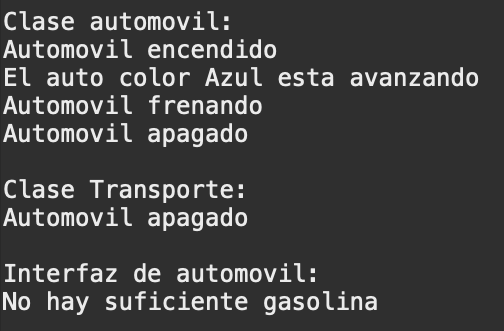 Clase automovil:
Automovil encendido
El auto color Azul esta avanzando
Automovil frenando
Automovil apagado

Clase Transporte:
Automovil apagado

Interfaz de automovil:
No hay suficiente gasolina